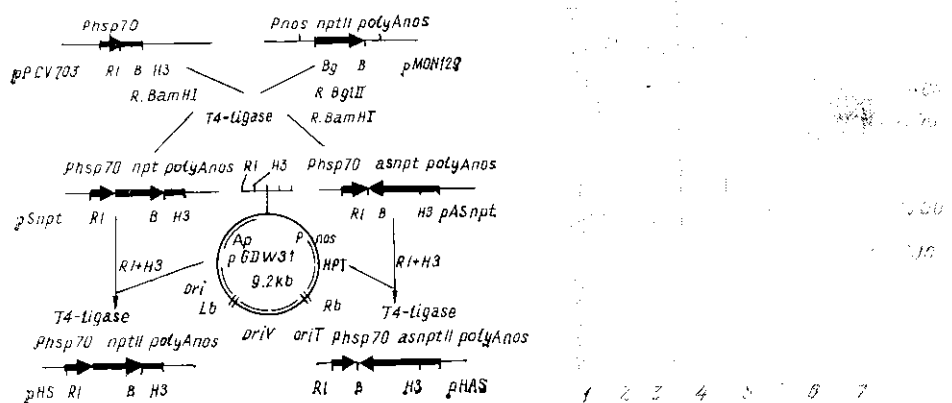 Phsp70 Pnos nptII polyAnos
pPCV703 RI B H3 Bg B pMON129
R.BamHI R BglII
T4-ligase R.BamHI
Phsp70 npt polyAnos RI H3 Phsp70 asnpt polyAnos
pSnpt RI B H3 RI B H3 pASnpt
Ap P nos
pGDW31 HPT
RI+H3 9.2kb RI+H3
Ori Lb Rb
T4-ligase T4-ligase
OriV oriT
Phsp70 nptII polyAnos Phsp70 asnptII polyAnos
pHS RI B H3 RI B H3 pHAS
1 2 3 4 5 6 7